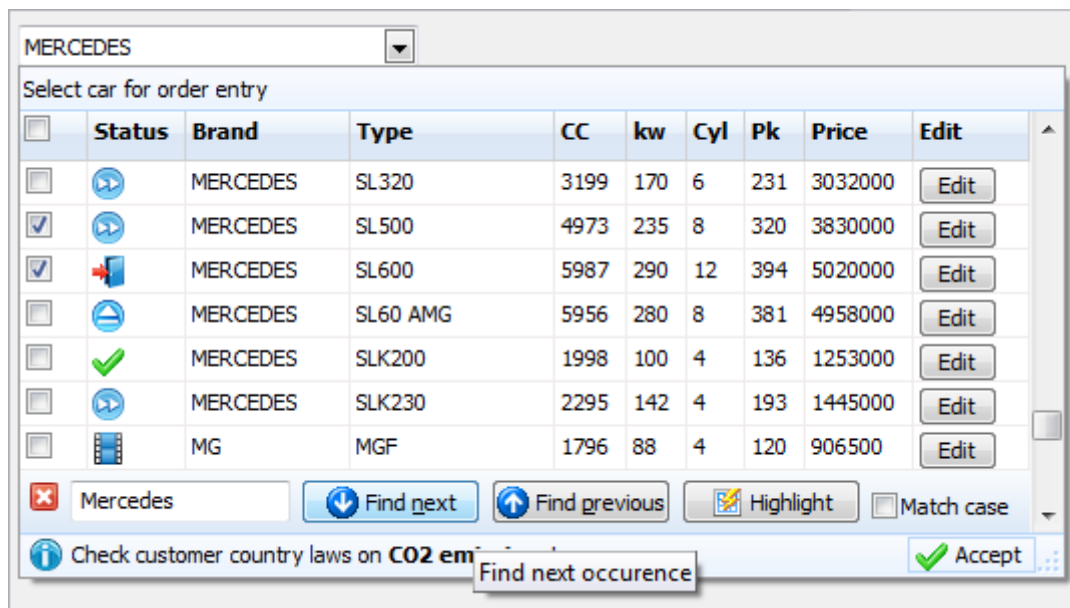 MERCEDES
Select car for order entry
Status Brand Type CC kw Cyl Pk Price Edit
MERCEDES SL320 3199 170 6 231 3032000 Edit
MERCEDES SL500 4973 235 8 320 3830000 Edit
MERCEDES SL600 5987 290 12 394 5020000 Edit
MERCEDES SL60 AMG 5956 280 8 381 4958000 Edit
MERCEDES SLK200 1998 100 4 136 1253000 Edit
MERCEDES SLK230 2295 142 4 193 1445000 Edit
MG MGF 1796 88 4 120 906500 Edit
Mercedes Find next Find previous Highlight Match case
Check customer country laws on CO2 Accept
Find next occurence